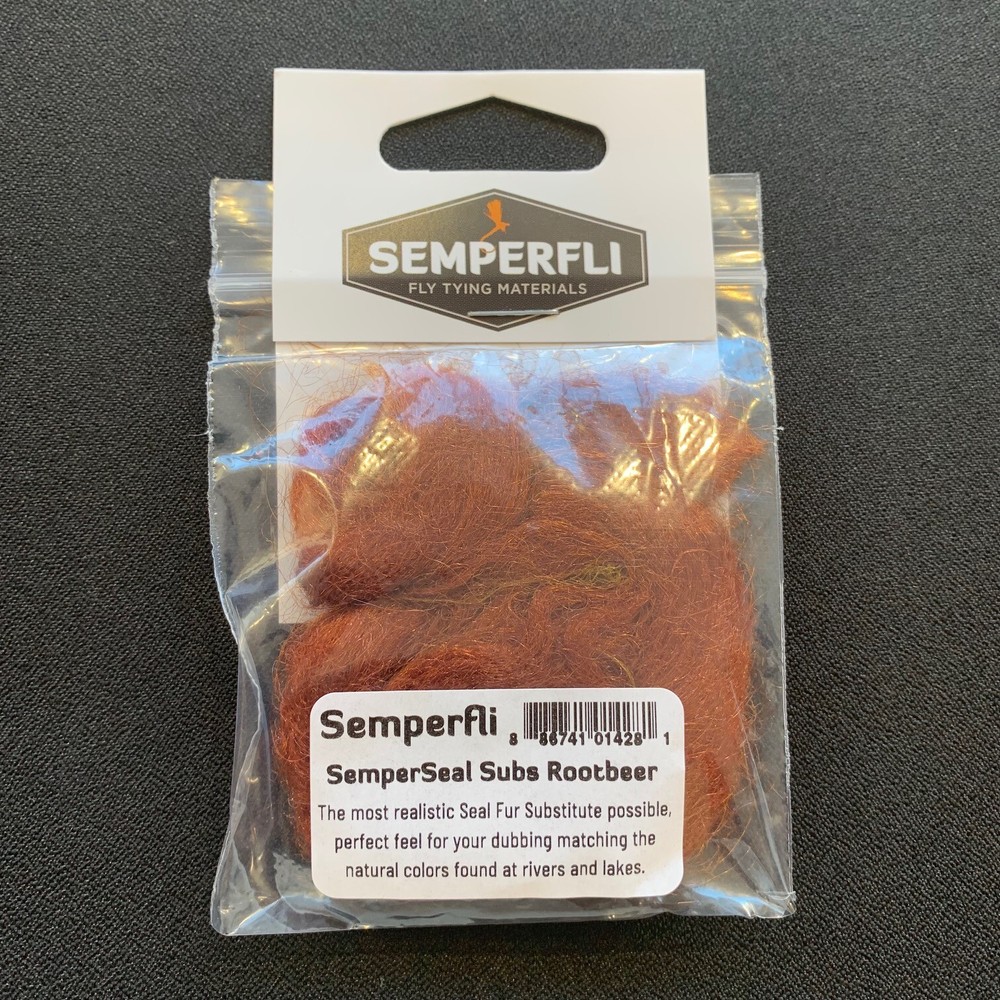 SEMPERFLI
FLY TYING MATERIALS
Semperfli
8 86741 01428 1
SemperSeal Subs Rootbeer
The most realistic Seal Fur Substitute possible,
perfect feel for your dubbing matching the
natural colors found at rivers and lakes.